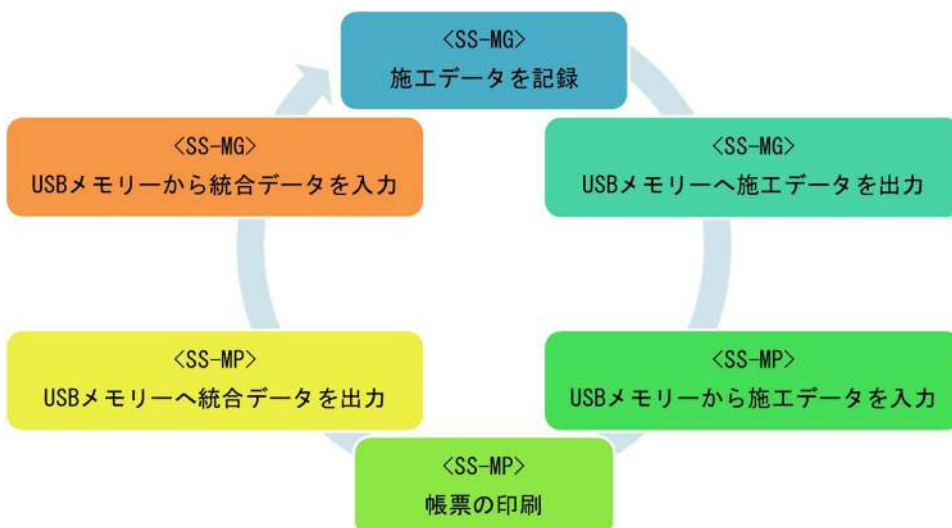 <SS-MG>
施工データを記録
<SS-MG>
USBメモリーへ施工データを出力
<SS-MP>
USBメモリーから施工データを入力
<SS-MP>
帳票の印刷
<SS-MP>
USBメモリーへ統合データを出力
<SS-MG>
USBメモリーから統合データを入力